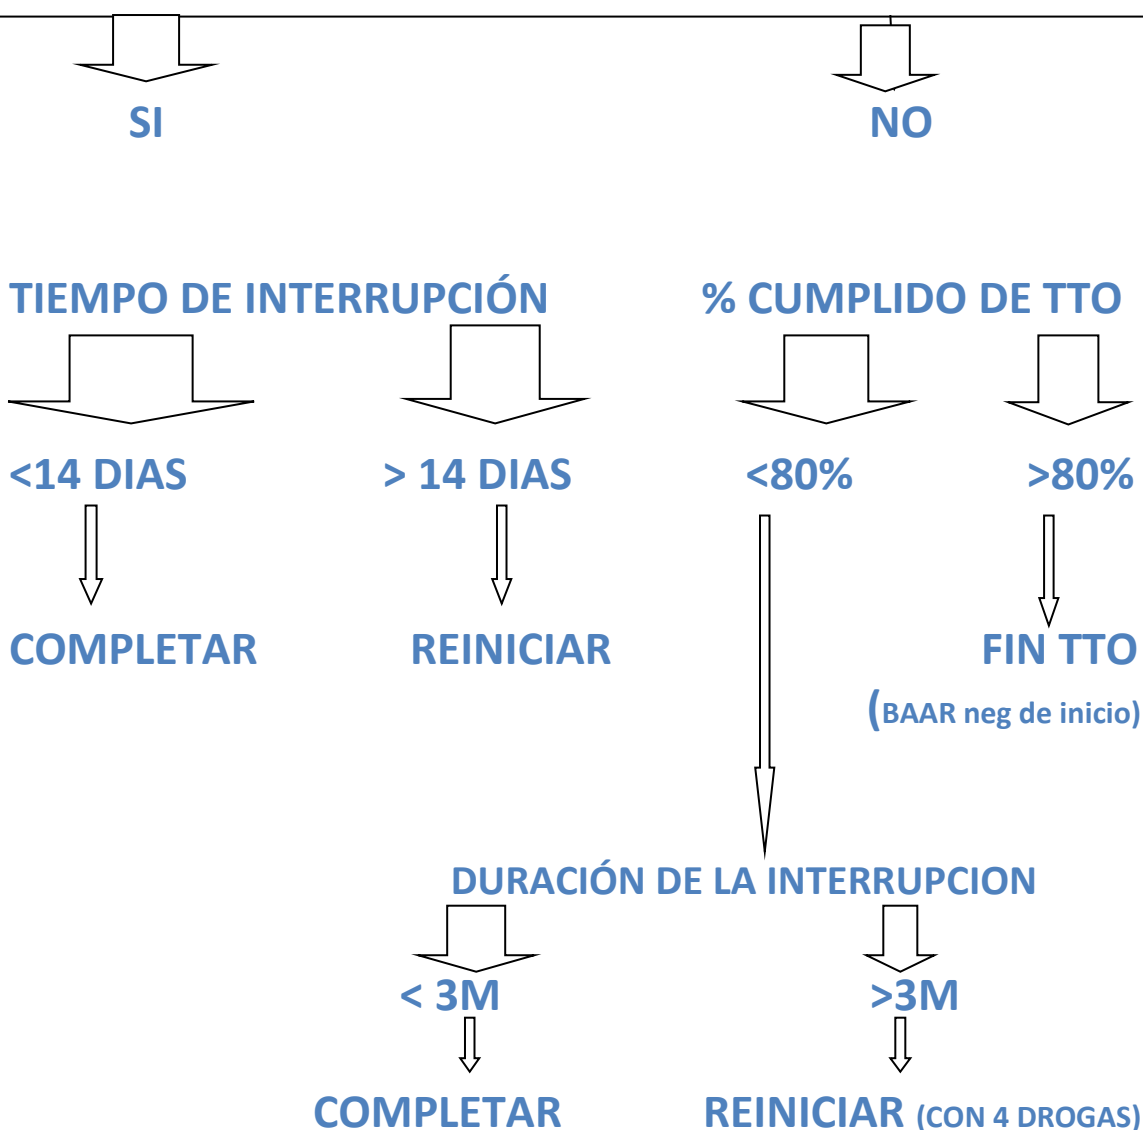 SI NO
TIEMPO DE INTERRUPCIÓN % CUMPLIDO DE TTO
<14 DIAS > 14 DIAS <80% >80%
COMPLETAR REINICIAR FIN TTO
(BAAR neg de inicio)
DURACIÓN DE LA INTERRUPCION
< 3M >3M
COMPLETAR REINICIAR (CON 4 DROGAS)